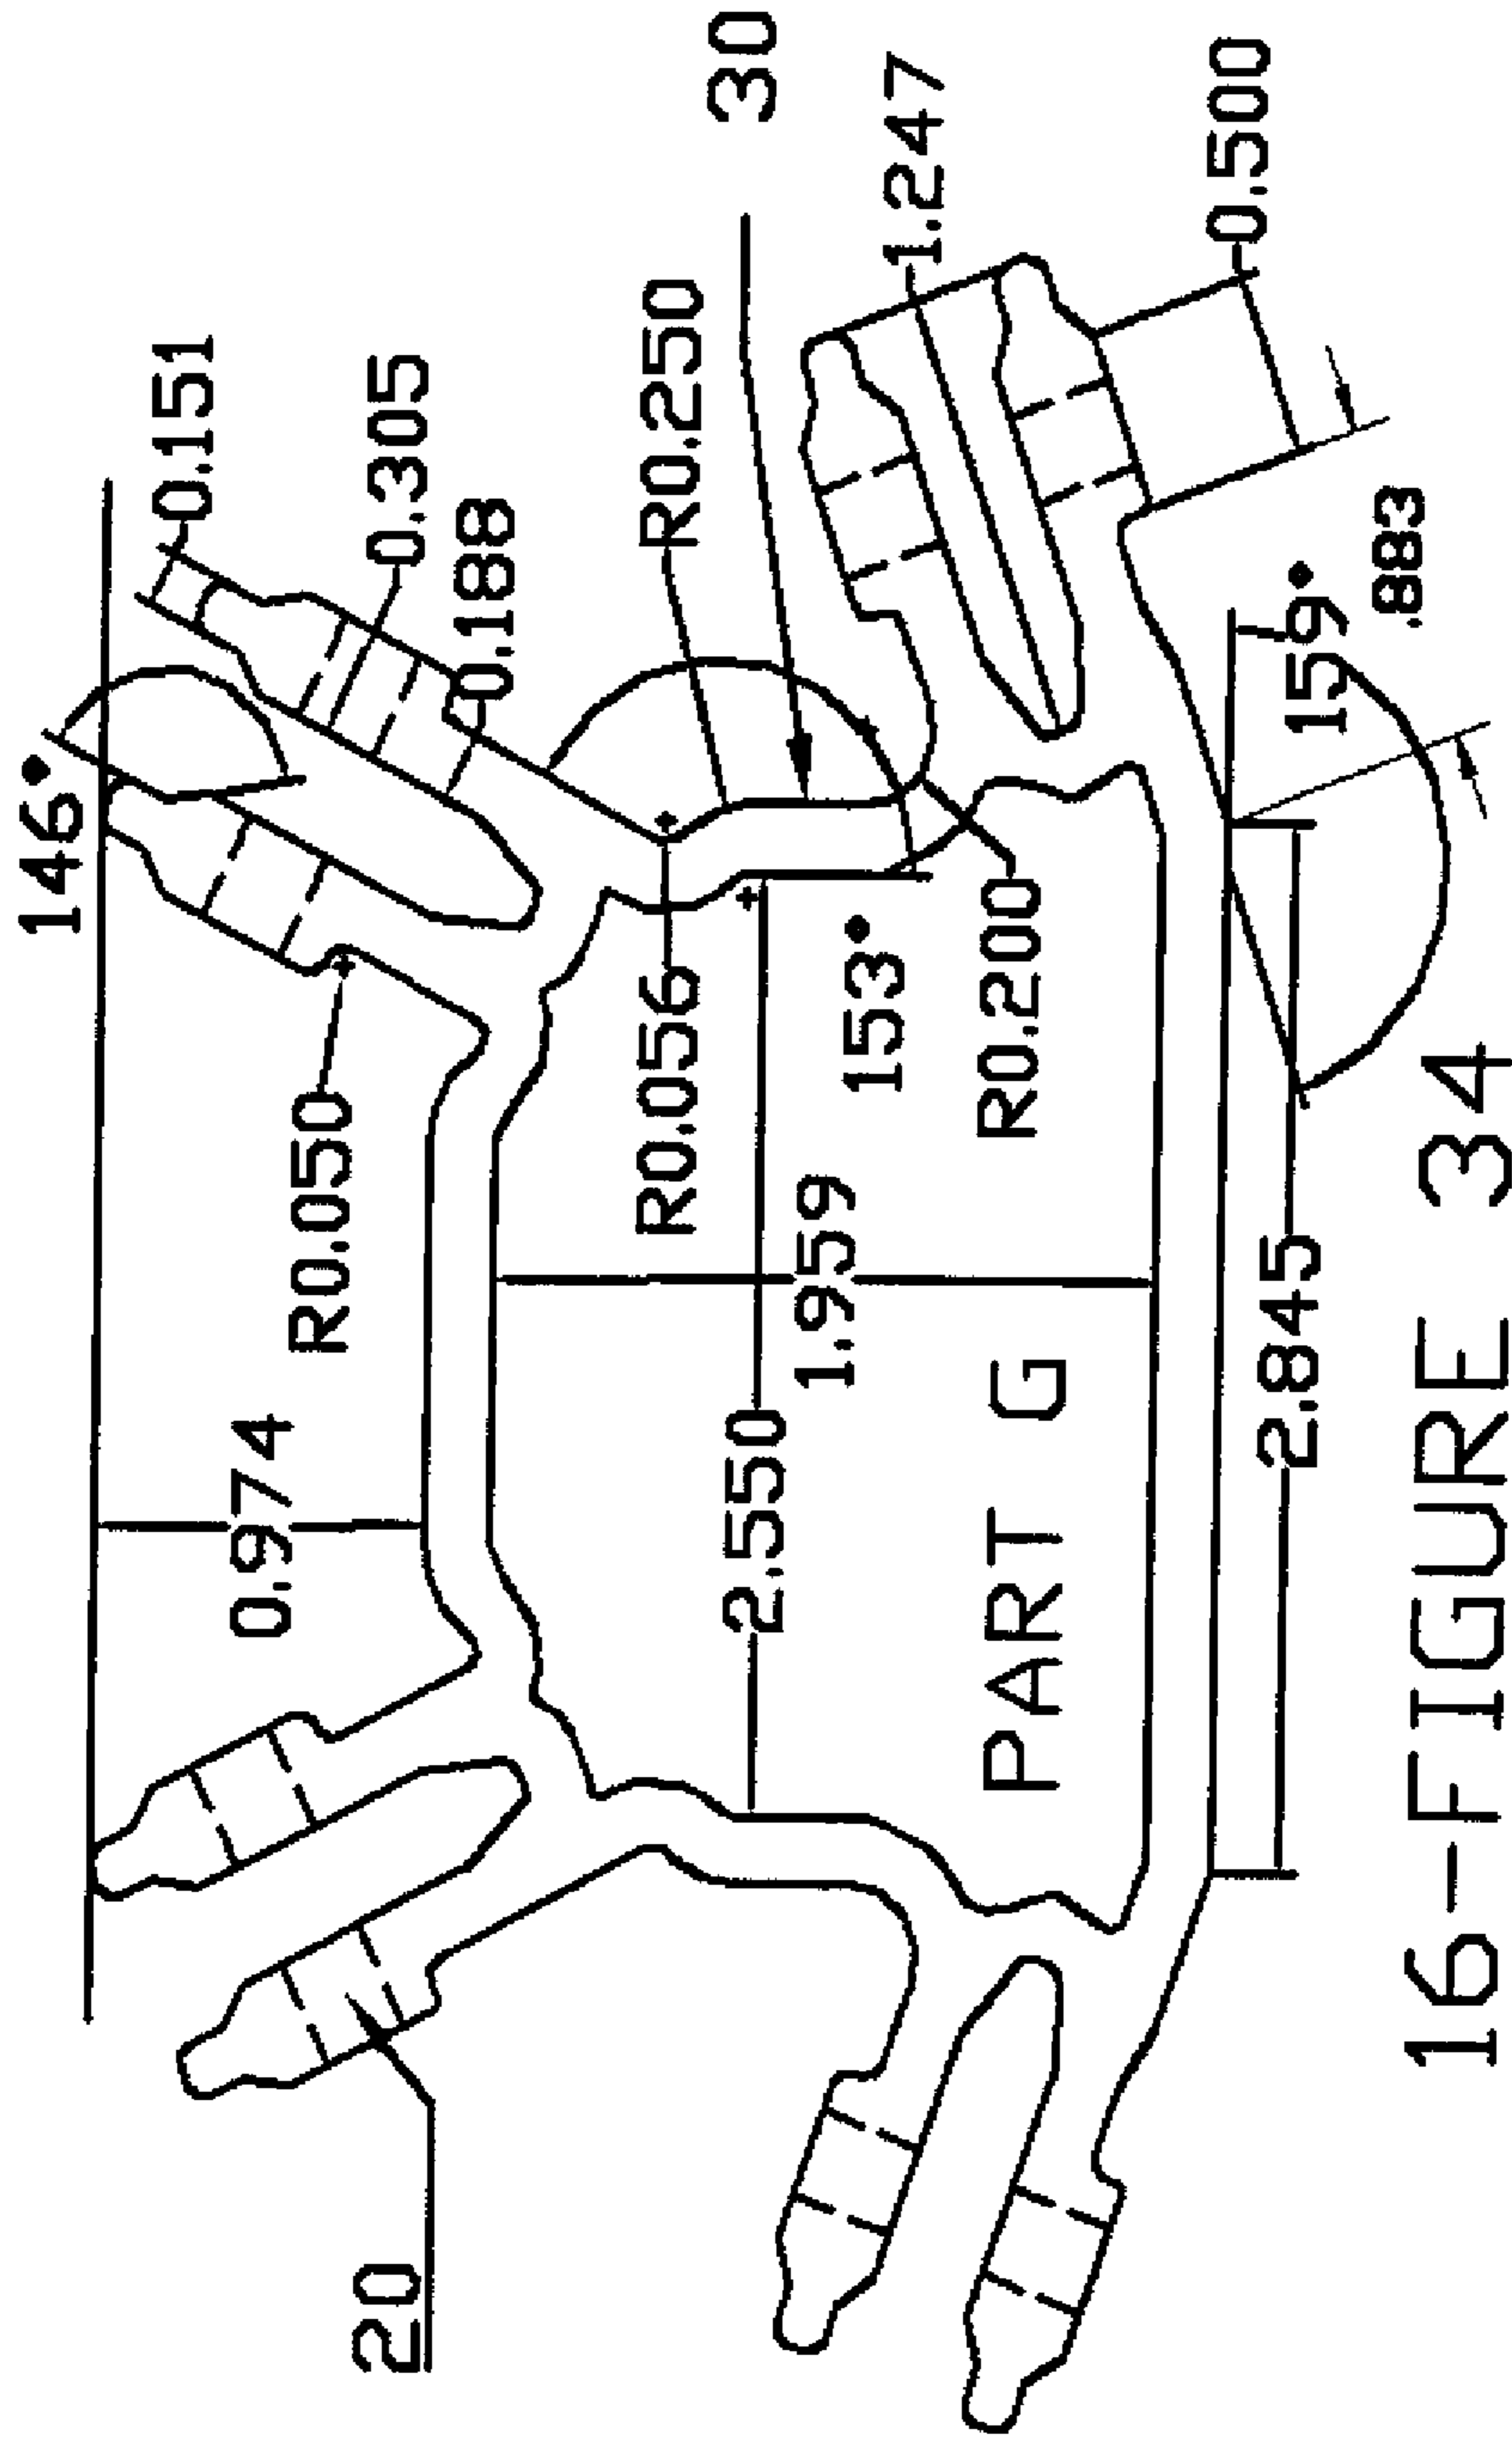 146°
0.151
0.974
R0.050
0.305
0.188
20
R0.056
R0.250
30
2.550
1.959
153°
1.247
PART G
R0.200
0.500
2.845
159°
.883
16-FIGURE 34